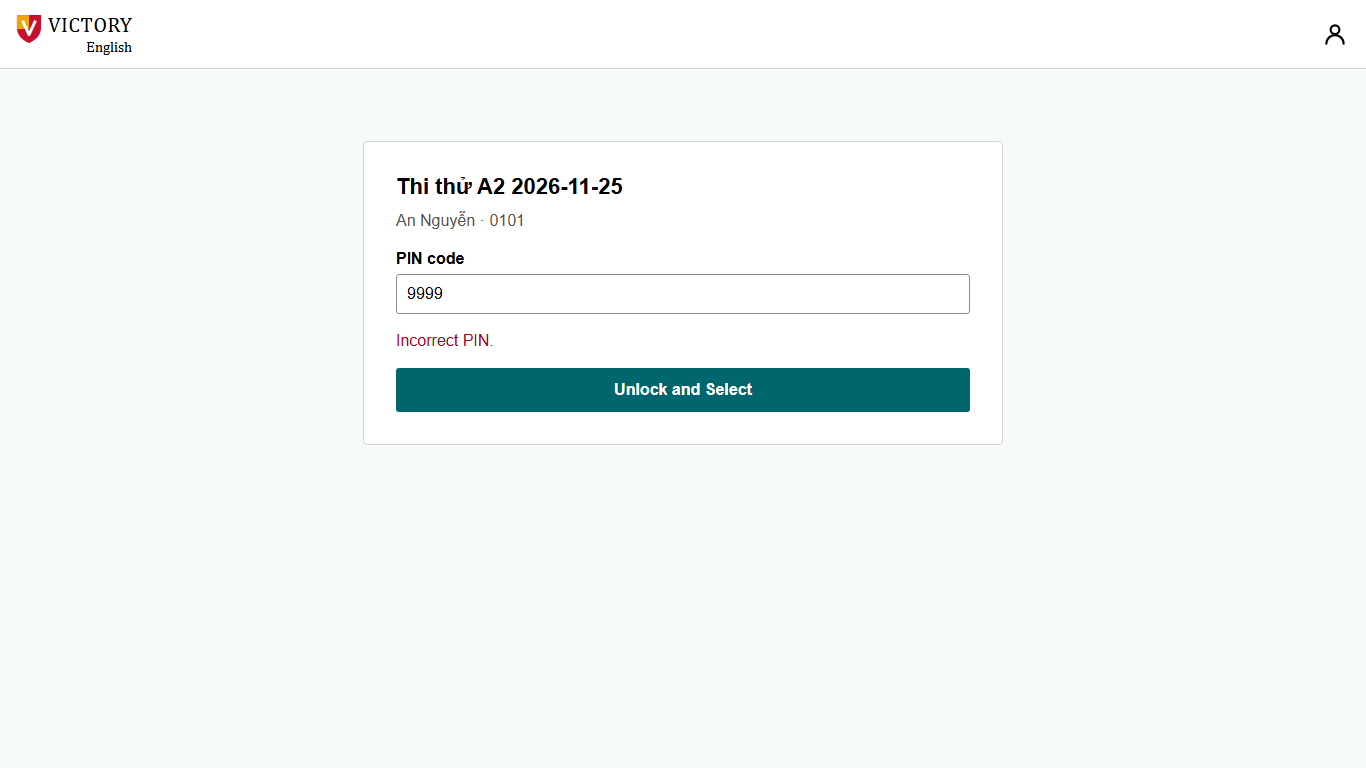 VICTORY
English
Thi thử A2 2026-11-25
An Nguyễn · 0101
PIN code
9999
Incorrect PIN.
Unlock and Select